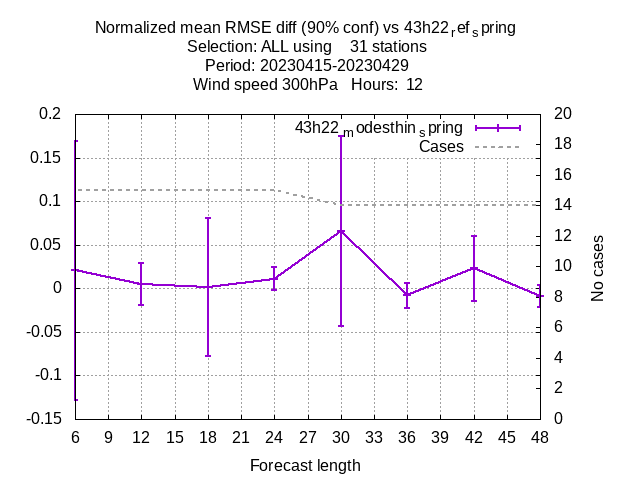 Normalized mean RMSE diff (90% conf) vs 43h22refspring
Selection: ALL using 31 stations
Period: 20230415-20230429
Wind speed 300hPa Hours: 12
43h22modesthinspring
Cases
0.2
0.15
0.1
0.05
0
-0.05
-0.1
-0.15
20
18
16
14
12
10
8
6
4
2
0
No cases
6 9 12 15 18 21 24 27 30 33 36 39 42 45 48
Forecast length